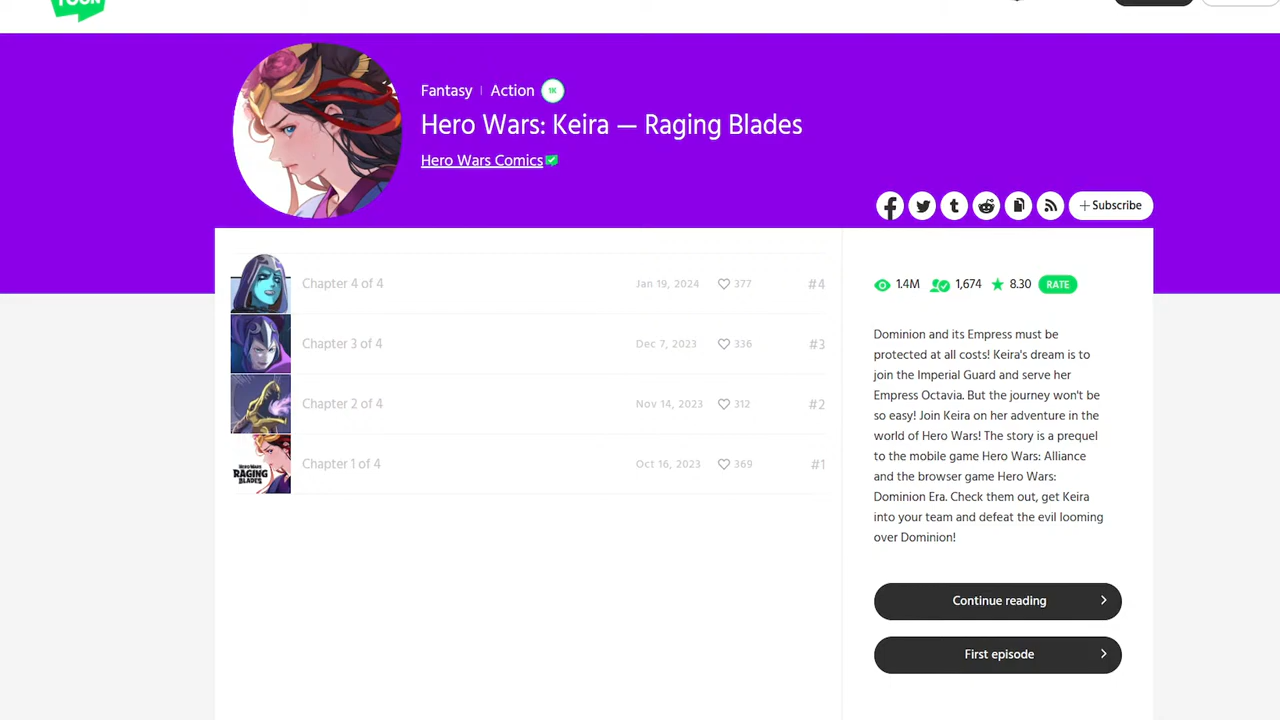 TOON
Fantasy Action 1K
Hero Wars: Keira — Raging Blades
Hero Wars Comics
+ Subscribe
Chapter 4 of 4 Jan 19, 2024 377 #4
Chapter 3 of 4 Dec 7, 2023 336 #3
Chapter 2 of 4 Nov 14, 2023 312 #2
HERO WARS
RAGING
BLADES
Chapter 1 of 4 Oct 16, 2023 369 #1
1.4M 1,674 8.30 RATE
Dominion and its Empress must be
protected at all costs! Keira's dream is to
join the Imperial Guard and serve her
Empress Octavia. But the journey won't be
so easy! Join Keira on her adventure in the
world of Hero Wars! The story is a prequel
to the mobile game Hero Wars: Alliance
and the browser game Hero Wars:
Dominion Era. Check them out, get Keira
into your team and defeat the evil looming
over Dominion!
Continue reading
First episode